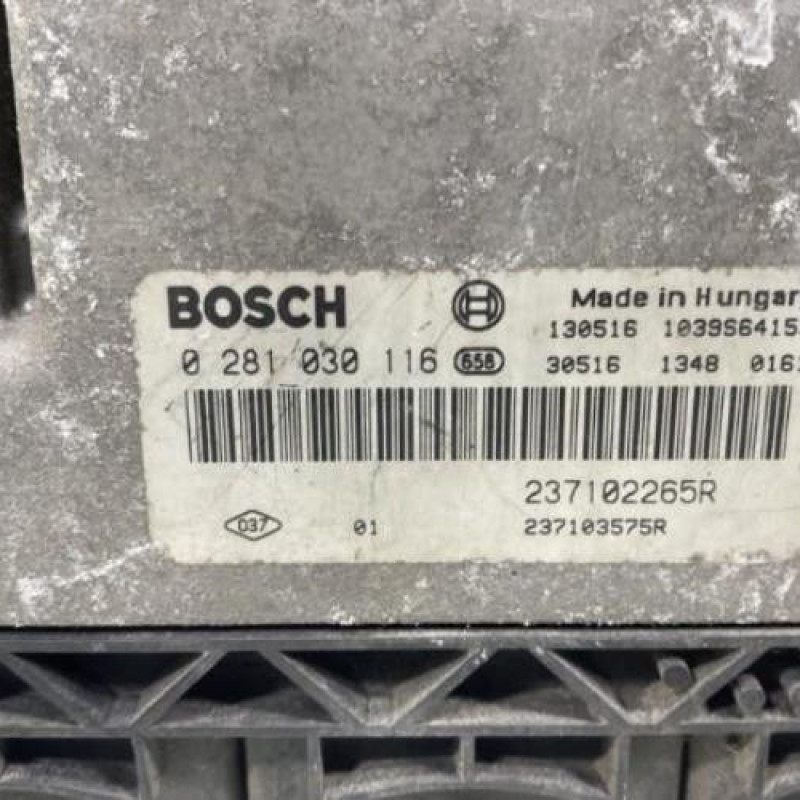 BOSCH Made in Hungar
130516 1039S6415
0 281 030 116 658 30516 1348 016
237102265R
037 01 237103575R